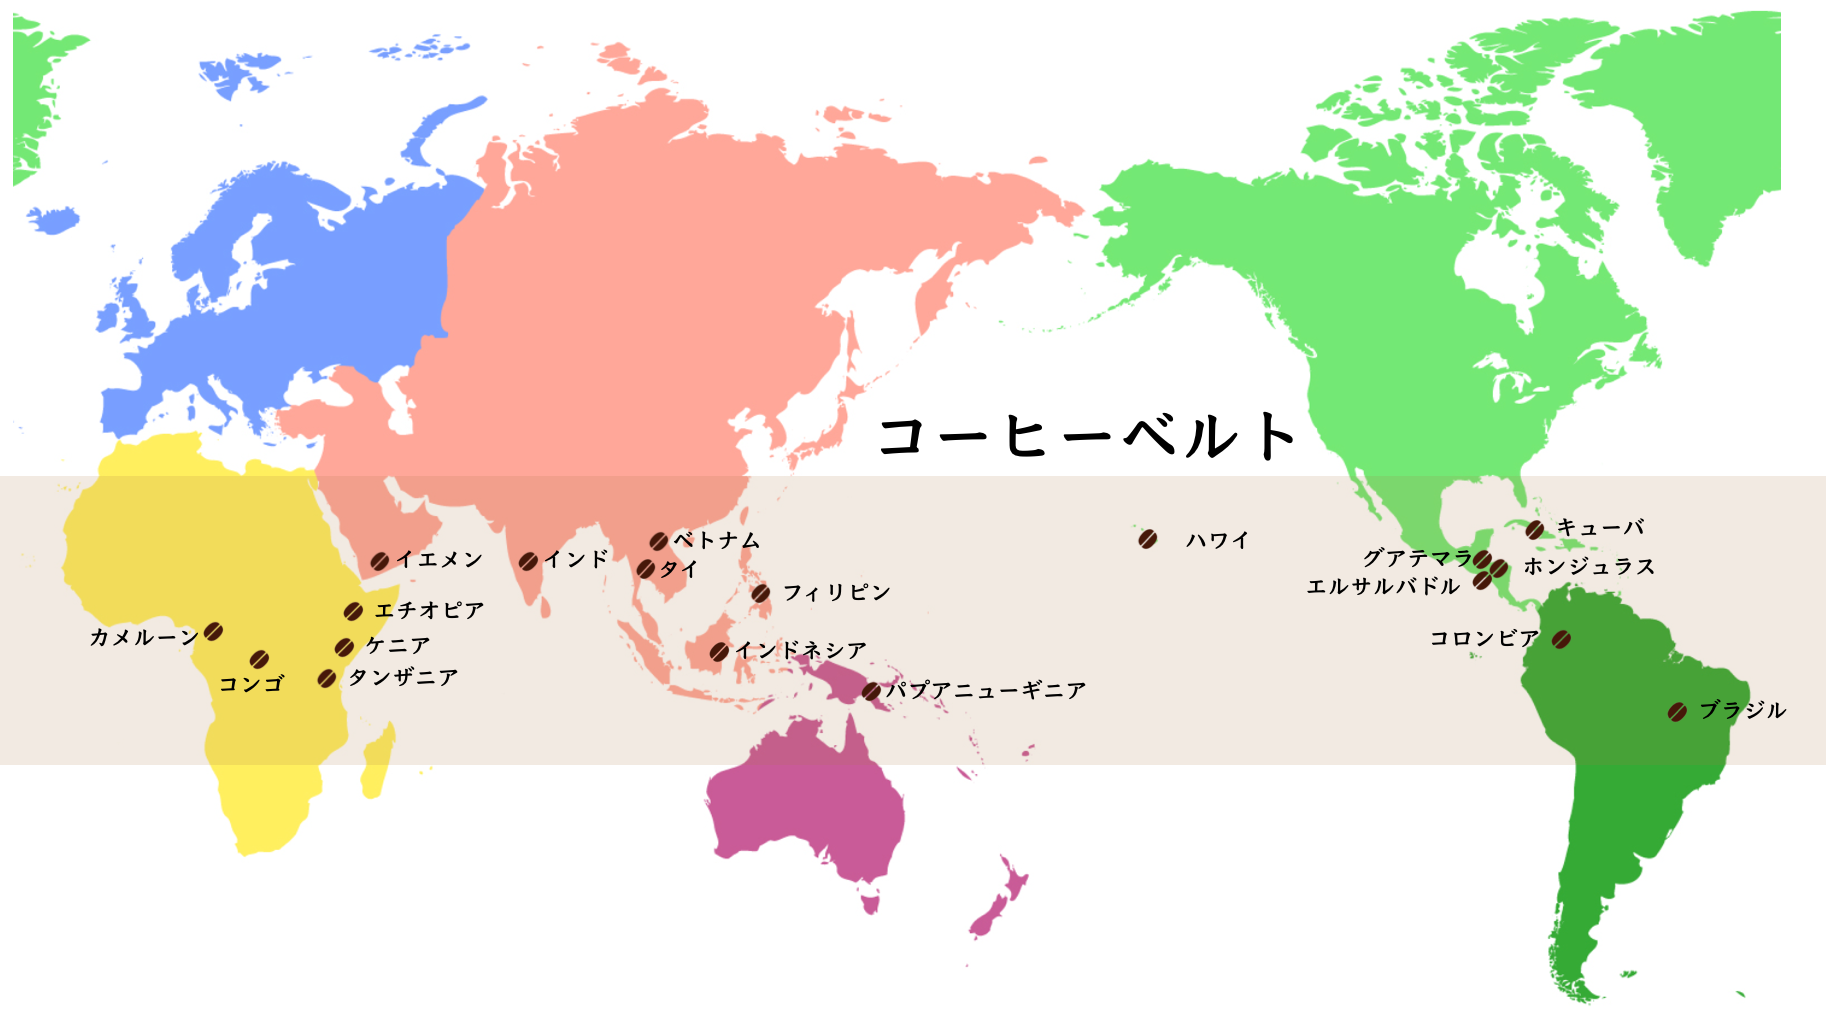 コーヒーベルト
イエメン
インド
ベトナム
タイ
ハワイ
キューバ
グアテマラ
ホンジュラス
エルサルバドル
フィリピン
エチオピア
カメルーン
ケニア
コンゴ
タンザニア
インドネシア
パプアニューギニア
コロンビア
ブラジル